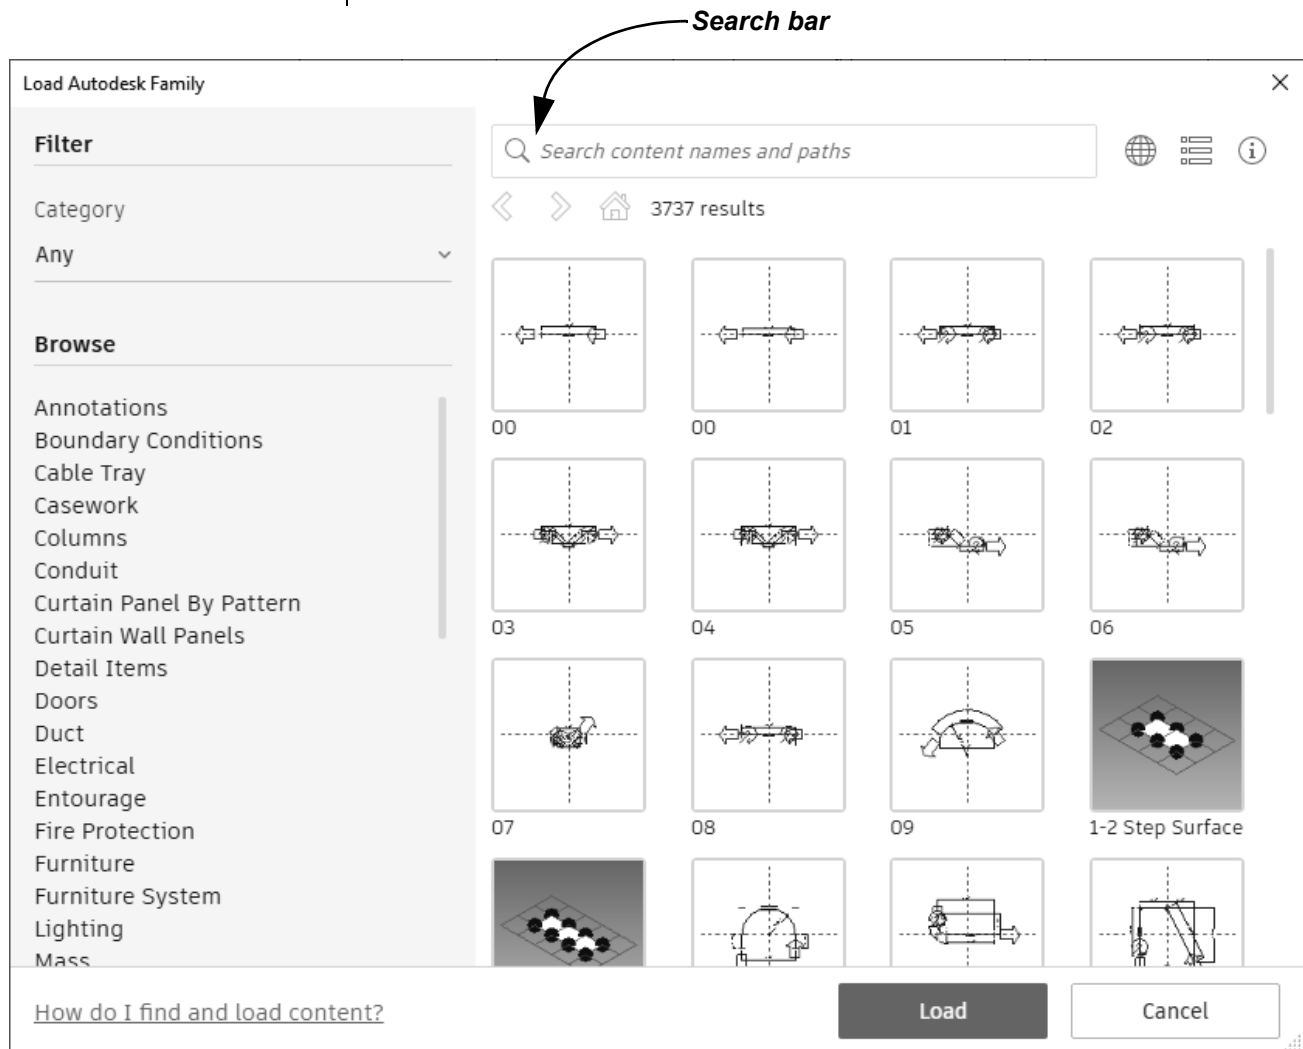 Search bar
Load Autodesk Family
Filter
Category
Any
Browse
Annotations
Boundary Conditions
Cable Tray
Casework
Columns
Conduit
Curtain Panel By Pattern
Curtain Wall Panels
Detail Items
Doors
Duct
Electrical
Entourage
Fire Protection
Furniture
Furniture System
Lighting
Mass
Search content names and paths
3737 results
00 00 01 02
03 04 05 06
07 08 09 1-2 Step Surface
How do I find and load content?
Load Cancel